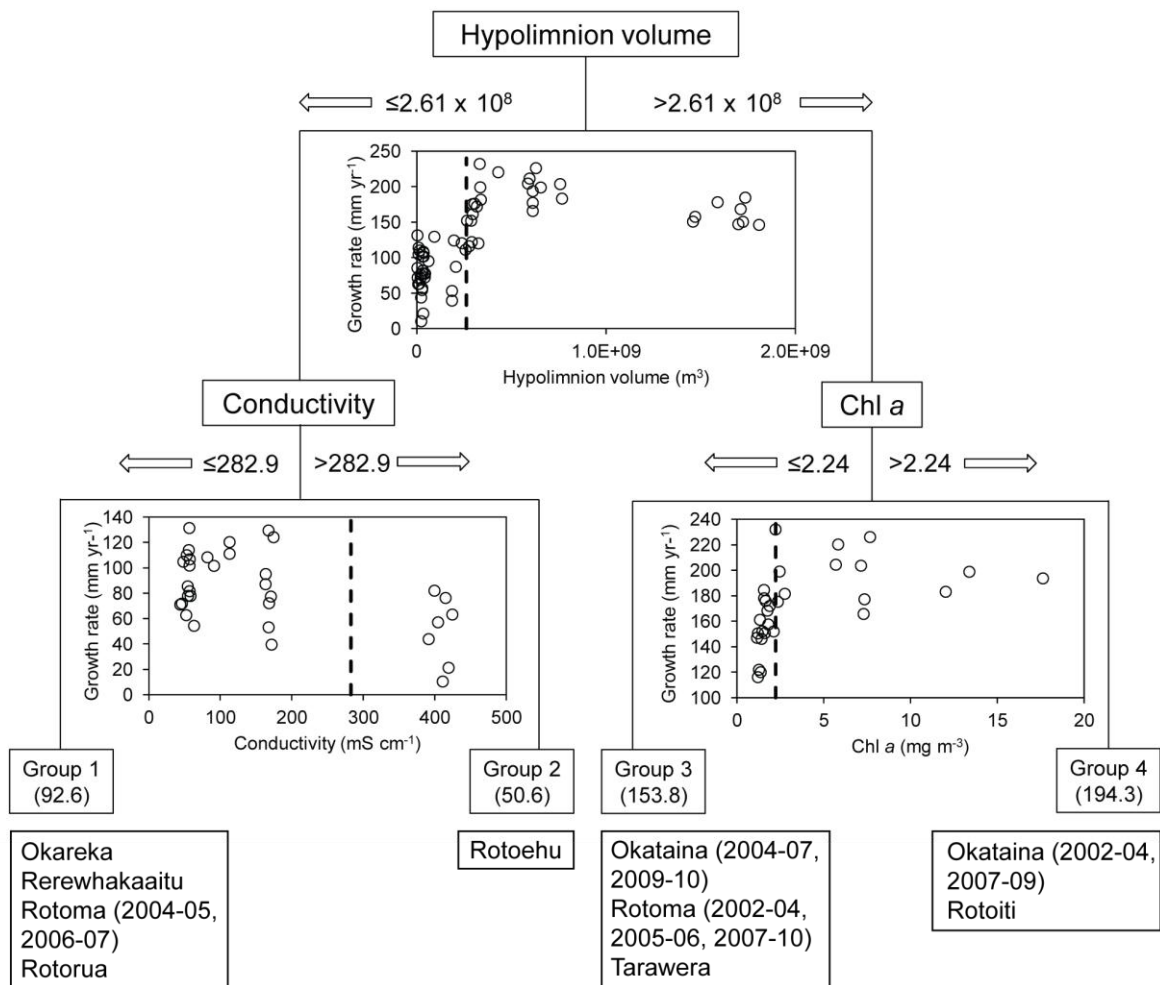 Hypolimnion volume
≤2.61 x 10⁸
>2.61 x 10⁸
Growth rate (mm yr⁻¹)
250
200
150
100
50
0
0
1.0E+09
2.0E+09
Hypolimnion volume (m³)
Conductivity
Chl a
≤282.9
>282.9
≤2.24
>2.24
Growth rate (mm yr⁻¹)
140
120
100
80
60
40
20
0
0
100
200
300
400
500
Conductivity (mS cm⁻¹)
Growth rate (mm yr-¹)
240
220
200
180
160
140
120
100
0
5
10
15
20
Chl a (mg m⁻³)
Group 1
(92.6)
Group 2
(50.6)
Group 3
(153.8)
Group 4
(194.3)
Okareka
Rerewhakaaitu
Rotoma (2004-05,
2006-07)
Rotorua
Rotoehu
Okataina (2004-07,
2009-10)
Rotoma (2002-04,
2005-06, 2007-10)
Tarawera
Okataina (2002-04,
2007-09)
Rotoiti